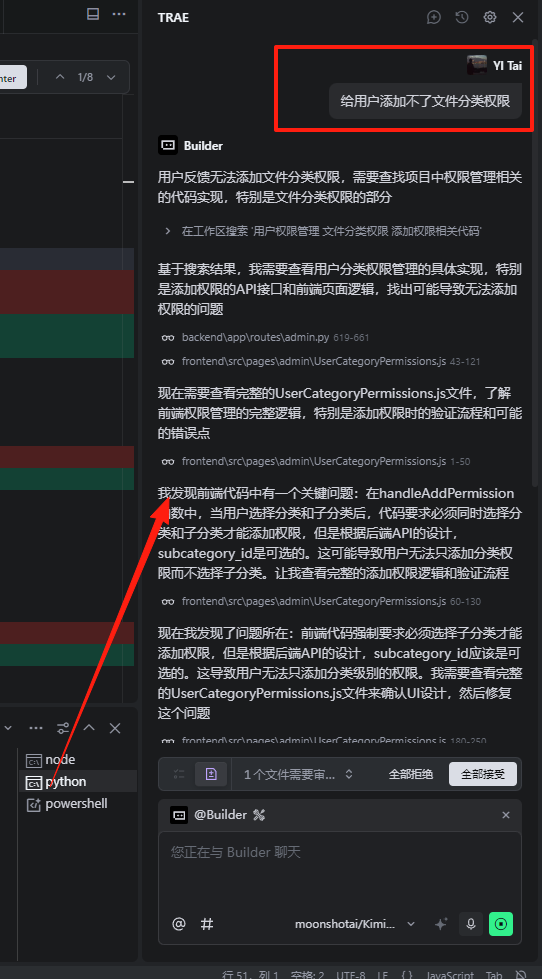 TRAE
nter
1/8
YI Tai
给用户添加不了文件分类权限
Builder
用户反馈无法添加文件分类权限，需要查找项目中权限管理相关
的代码实现，特别是文件分类权限的部分
在工作区搜索 '用户权限管理 文件分类权限 添加权限相关代码'
基于搜索结果，我需要查看用户分类权限管理的具体实现，特别
是添加权限的API接口和前端页面逻辑，找出可能导致无法添加
权限的问题
backend\app\routes\admin.py 619-661
frontend\src\pages\admin\UserCategoryPermissions.js 43-121
现在需要查看完整的UserCategoryPermissions.js文件，了解
前端权限管理的完整逻辑，特别是添加权限时的验证流程和可能
的错误点
frontend\src\pages\admin\UserCategoryPermissions.js 1-50
我发现前端代码中有一个关键问题：在handleAddPermission
数中，当用户选择分类和子分类后，代码要求必须同时选择分
类和子分类才能添加权限，但是根据后端API的设计，
subcategory_id是可选的。这可能导致用户无法只添加分类权
限而不选择子分类。让我查看完整的添加权限逻辑和验证流程
frontend\src\pages\admin\UserCategoryPermissions.js 60-130
现在我发现了问题所在：前端代码强制要求必须选择子分类才能
添加权限，但是根据后端API的设计，subcategory_id应该是可
选的。这导致用户无法只添加分类级别的权限。我需要查看完整
的UserCategoryPermissions.js文件来确认UI设计，然后修复
这个问题
frontend\src\pages\admin\UserCategoryPermissions.js 180-250
node
python
powershell
1 个文件需要审... 全部拒绝 全部接受
@Builder
您正在与 Builder 聊天
@ # moonshotai/Kimi...
行 51，列 1 空格: 2 UTF-8 LF {} JavaScript Tab